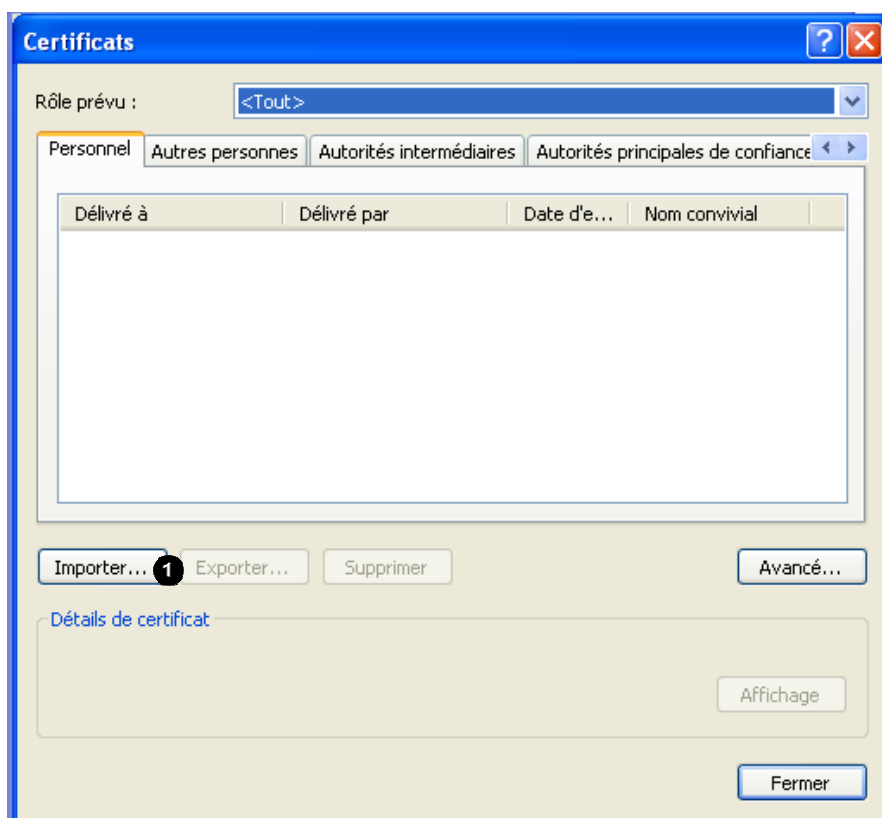 Certificats
Rôle prévu : <Tout>
Personnel Autres personnes Autorités intermédiaires Autorités principales de confiance
Délivré à Délivré par Date d'e... Nom convivial
Importer... 1 Exporter... Supprimer Avancé...
Détails de certificat
Affichage
Fermer